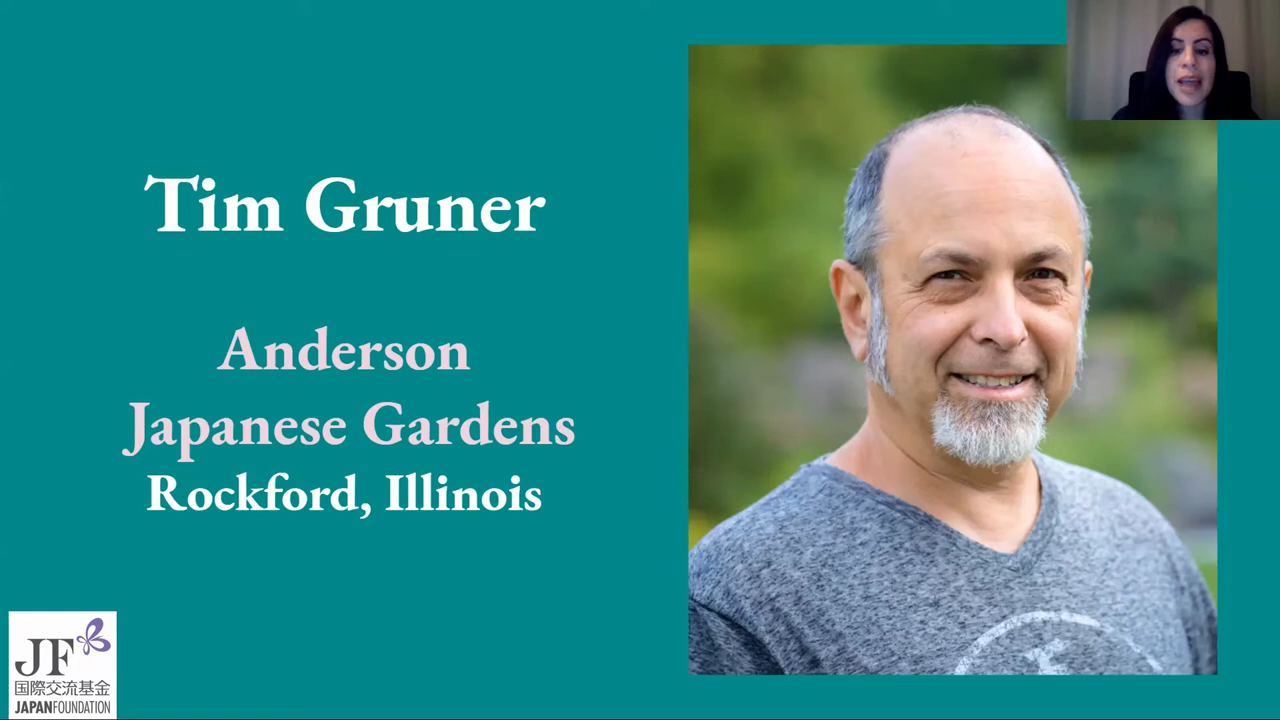 Tim Gruner
Anderson
Japanese Gardens
Rockford, Illinois
JF
国際交流基金
JAPANFOUNDATION